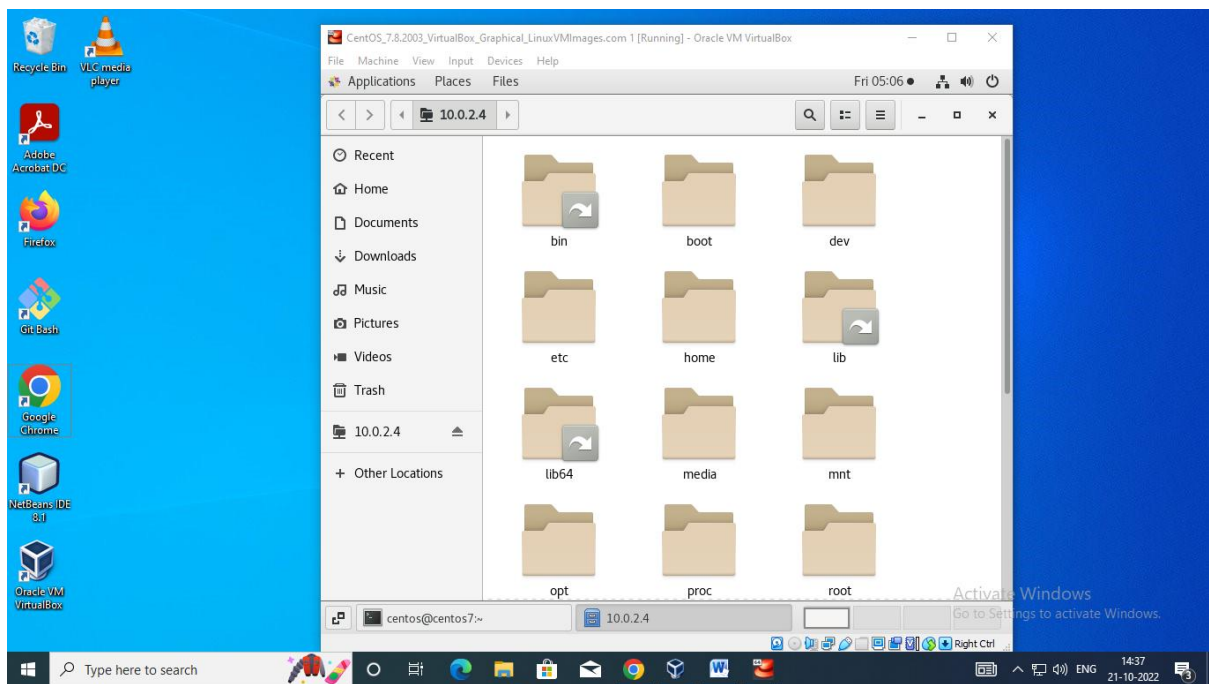 Recycle Bin
VLC media
player
Adobe
Acrobat DC
Firefox
Git Bash
Google
Chrome
NetBeans IDE
8.1
Oracle VM
VirtualBox
CentOS_7.8.2003_VirtualBox_Graphical_LinuxVMImages.com 1 [Running] - Oracle VM VirtualBox
File Machine View Input Devices Help
Applications Places Files Fri 05:06
10.0.2.4
Recent
Home
Documents
Downloads
Music
Pictures
Videos
Trash
10.0.2.4
+ Other Locations
bin boot dev
etc home lib
lib64 media mnt
opt proc root
centos@centos7:~ 10.0.2.4
Right Ctrl
Activate Windows
Go to Settings to activate Windows.
Type here to search
W
ENG
14:37
21-10-2022
3